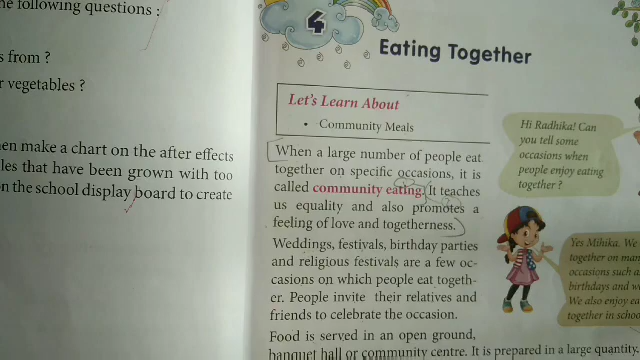 he following questions :
s from ?
r vegetables ?
en make a chart on the after effects
les that have been grown with too
n the school display board to create
4
Eating Together
Let's Learn About
• Community Meals
When a large number of people eat
together on specific occasions, it is
called community eating. It teaches
us equality and also promotes a
feeling of love and togetherness.
Weddings, festivals, birthday parties
and religious festivals are a few oc-
casions on which people eat togeth-
er. People invite their relatives and
friends to celebrate the occasion.
Food is served in an open ground,
banquet hall or community centre. It is prepared in a large quantity.
Hi Radhika! Can
you tell some
occasions when
people enjoy eating
together ?
Yes Mihika. We
together on man
occasions such a
birthdays and w
We also enjoy ea
together in schoo